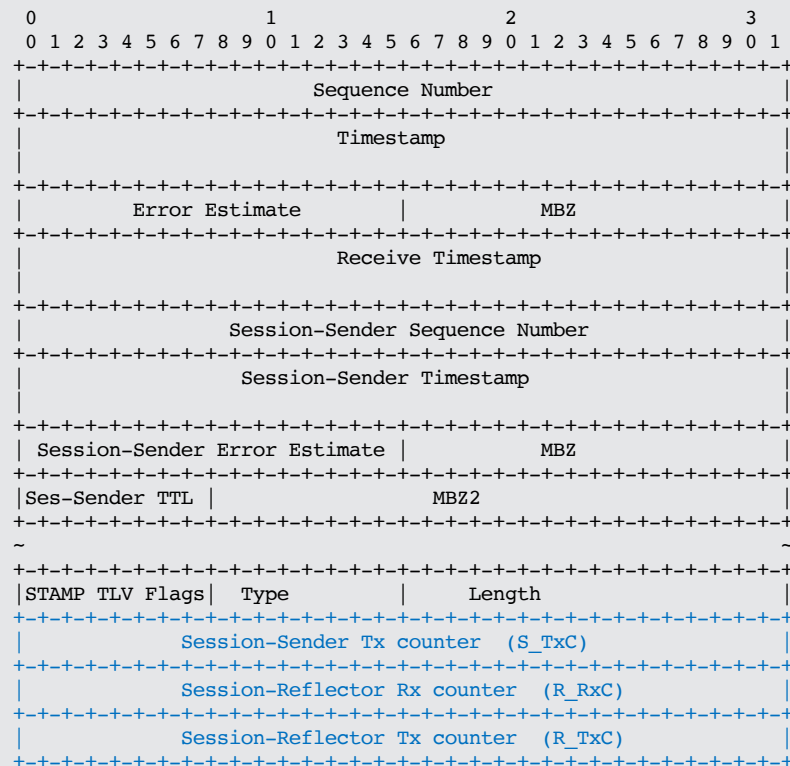 0                   1                   2                   3
 0 1 2 3 4 5 6 7 8 9 0 1 2 3 4 5 6 7 8 9 0 1 2 3 4 5 6 7 8 9 0 1
+-+-+-+-+-+-+-+-+-+-+-+-+-+-+-+-+-+-+-+-+-+-+-+-+-+-+-+-+-+-+-+-+
|                        Sequence Number                        |
+-+-+-+-+-+-+-+-+-+-+-+-+-+-+-+-+-+-+-+-+-+-+-+-+-+-+-+-+-+-+-+-+
|                          Timestamp                            |
|                                                               |
+-+-+-+-+-+-+-+-+-+-+-+-+-+-+-+-+-+-+-+-+-+-+-+-+-+-+-+-+-+-+-+-+
|         Error Estimate        |           MBZ                 |
+-+-+-+-+-+-+-+-+-+-+-+-+-+-+-+-+-+-+-+-+-+-+-+-+-+-+-+-+-+-+-+-+
|                          Receive Timestamp                    |
|                                                               |
+-+-+-+-+-+-+-+-+-+-+-+-+-+-+-+-+-+-+-+-+-+-+-+-+-+-+-+-+-+-+-+-+
|                 Session-Sender Sequence Number                |
+-+-+-+-+-+-+-+-+-+-+-+-+-+-+-+-+-+-+-+-+-+-+-+-+-+-+-+-+-+-+-+-+
|                  Session-Sender Timestamp                     |
|                                                               |
+-+-+-+-+-+-+-+-+-+-+-+-+-+-+-+-+-+-+-+-+-+-+-+-+-+-+-+-+-+-+-+-+
| Session-Sender Error Estimate |           MBZ                 |
+-+-+-+-+-+-+-+-+-+-+-+-+-+-+-+-+-+-+-+-+-+-+-+-+-+-+-+-+-+-+-+-+
|Ses-Sender TTL |                  MBZ2                         |
+-+-+-+-+-+-+-+-+-+-+-+-+-+-+-+-+-+-+-+-+-+-+-+-+-+-+-+-+-+-+-+-+
~                                                               ~
+-+-+-+-+-+-+-+-+-+-+-+-+-+-+-+-+-+-+-+-+-+-+-+-+-+-+-+-+-+-+-+-+
|STAMP TLV Flags|  Type         |     Length                    |
+-+-+-+-+-+-+-+-+-+-+-+-+-+-+-+-+-+-+-+-+-+-+-+-+-+-+-+-+-+-+-+-+
|             Session-Sender Tx counter  (S_TxC)                |
+-+-+-+-+-+-+-+-+-+-+-+-+-+-+-+-+-+-+-+-+-+-+-+-+-+-+-+-+-+-+-+-+
|             Session-Reflector Rx counter  (R_RxC)             |
+-+-+-+-+-+-+-+-+-+-+-+-+-+-+-+-+-+-+-+-+-+-+-+-+-+-+-+-+-+-+-+-+
|             Session-Reflector Tx counter  (R_TxC)             |
+-+-+-+-+-+-+-+-+-+-+-+-+-+-+-+-+-+-+-+-+-+-+-+-+-+-+-+-+-+-+-+-+